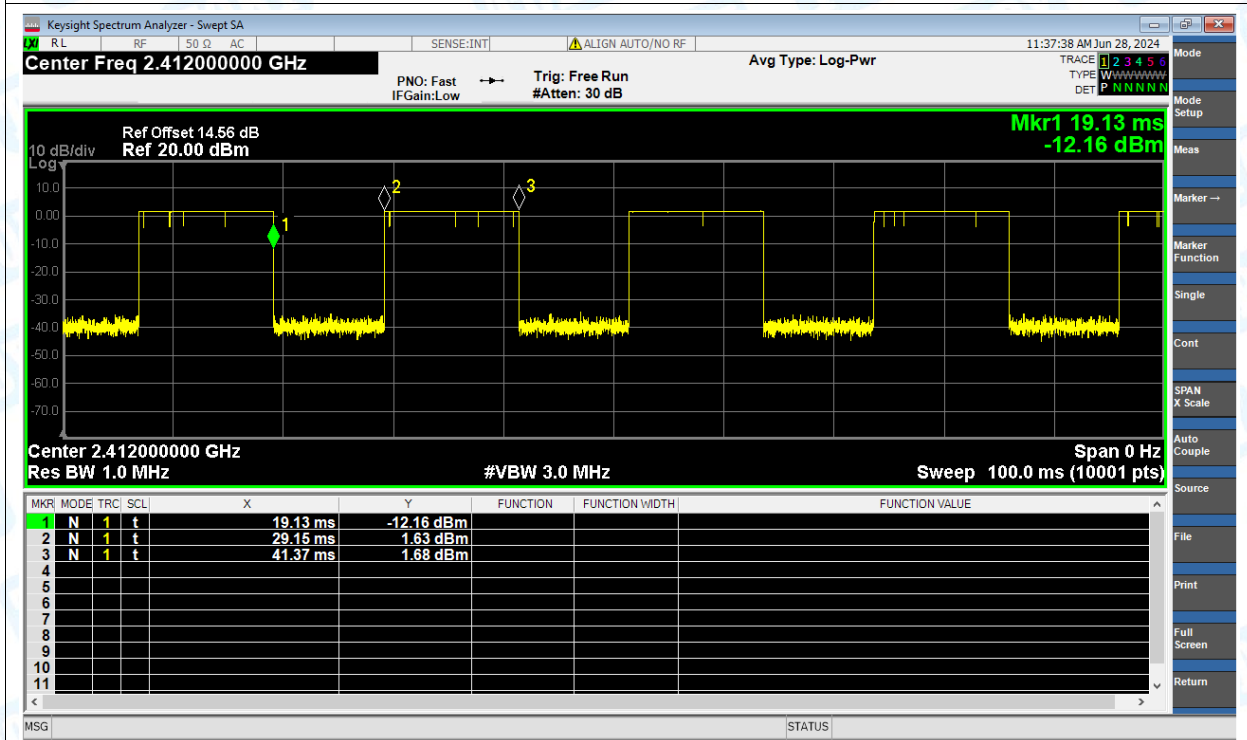 Keysight Spectrum Analyzer - Swept SA
LXI RL RF 50 Ω AC SENSE:INT ALIGN AUTO/NO RF 11:37:38 AM Jun 28, 2024
Center Freq 2.412000000 GHz Avg Type: Log-Pwr TRACE 1 2 3 4 5 6
PNO: Fast Trig: Free Run TYPE WWWWWW
IFGain:Low #Atten: 30 dB DET P N N N N N
Mode
Mode Setup
Meas
Marker →
Marker Function
Single
Cont
SPAN X Scale
Auto Couple
Source
File
Print
Full Screen
Return
Ref Offset 14.56 dB Mkr1 19.13 ms
10 dB/div Ref 20.00 dBm -12.16 dBm
Log
10.0
0.00
-10.0
-20.0
-30.0
-40.0
-50.0
-60.0
-70.0
1
2
3
Center 2.412000000 GHz Span 0 Hz
Res BW 1.0 MHz #VBW 3.0 MHz Sweep 100.0 ms (10001 pts)
MKR MODE TRC SCL X Y FUNCTION FUNCTION WIDTH FUNCTION VALUE
1 N 1 t 19.13 ms -12.16 dBm
2 N 1 t 29.15 ms 1.63 dBm
3 N 1 t 41.37 ms 1.68 dBm
4
5
6
7
8
9
10
11
MSG STATUS